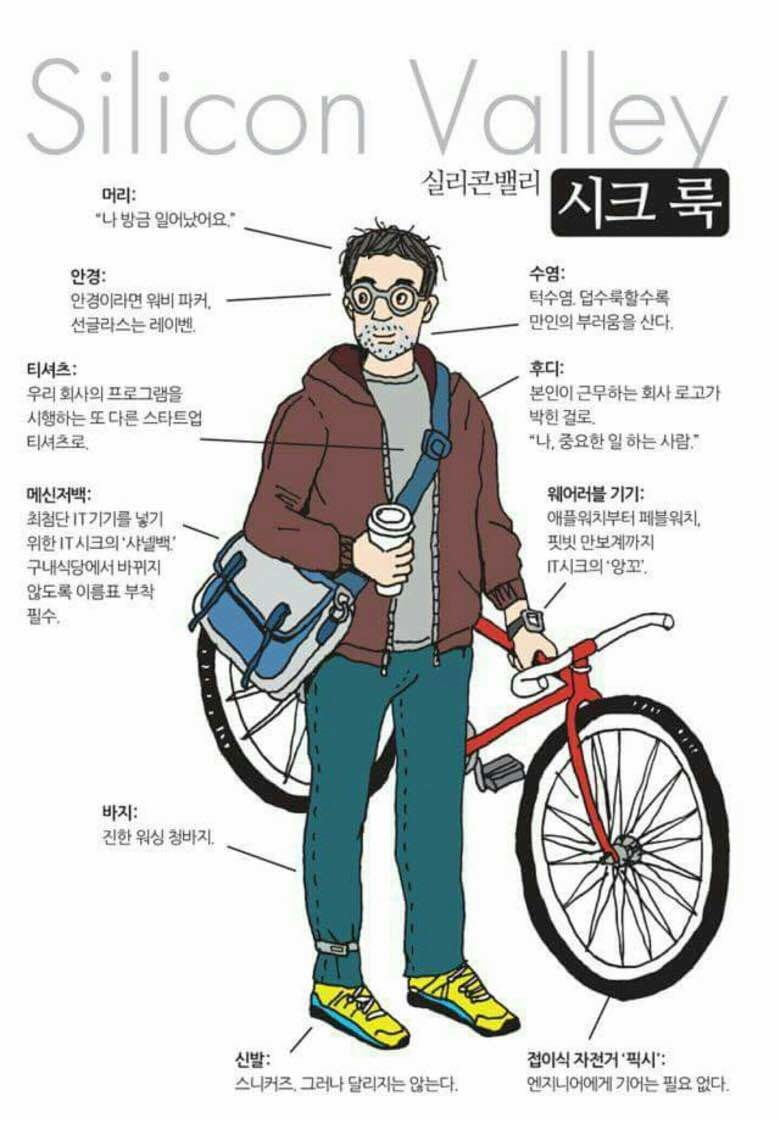 Silicon Valley
실리콘밸리 시크 룩
머리:
“나 방금 일어났어요.”
안경:
안경이라면 워비 파커,
선글라스는 레이벤.
수염:
턱수염. 덥수룩할수록
만인의 부러움을 산다.
티셔츠:
우리 회사의 프로그램을
시행하는 또 다른 스타트업
티셔츠로.
후디:
본인이 근무하는 회사 로고가
박힌 걸로.
“나, 중요한 일 하는 사람.”
메신저백:
최첨단 IT기기를 넣기
위한 IT시크의 ‘샤넬백.’
구내식당에서 바뀌지
않도록 이름표 부착
필수.
웨어러블 기기:
애플워치부터 페블워치,
핏빗 만보계까지
IT시크의 ‘앙꼬’.
바지:
진한 워싱 청바지.
신발:
스니커즈. 그러나 달리지는 않는다.
접이식 자전거 ‘픽시’:
엔지니어에게 기어는 필요 없다.